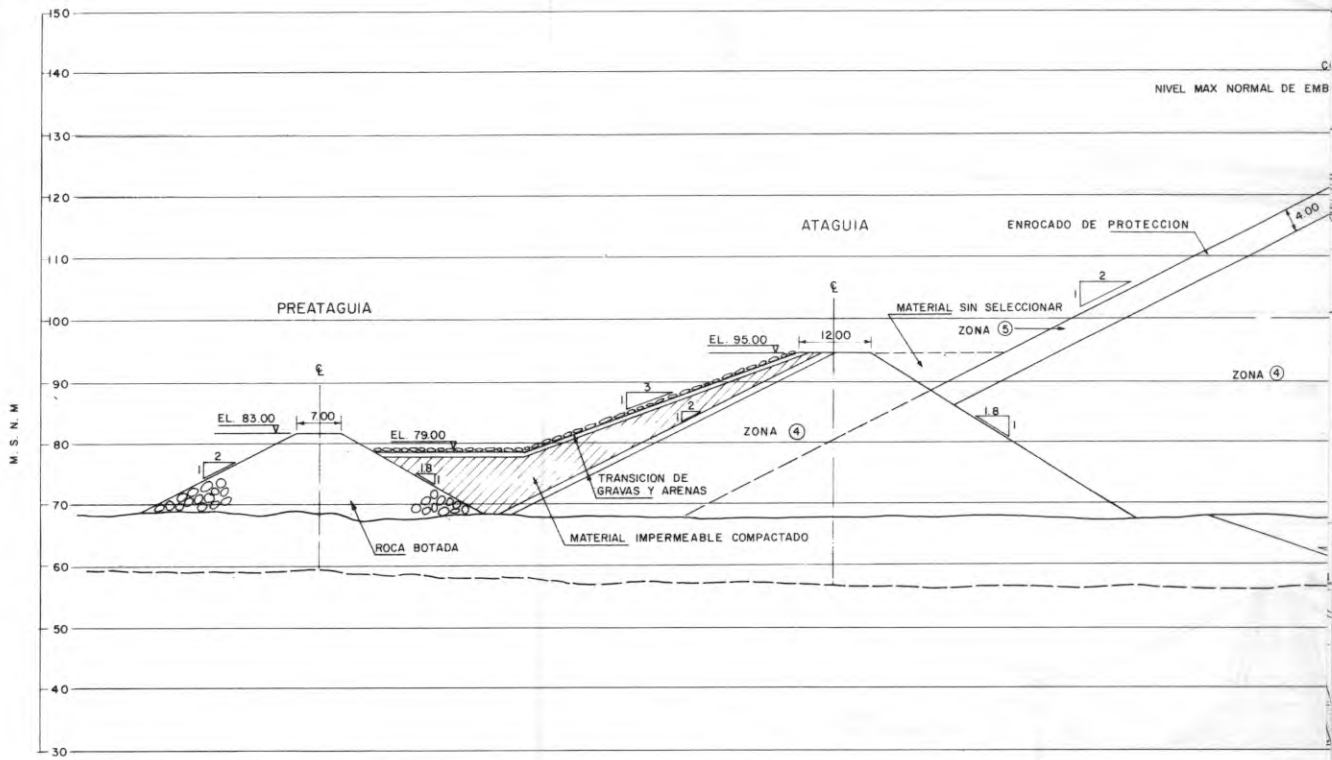 150
140
130
120
110
100
90
80
70
60
50
40
30
M. S. N. M
NIVEL MAX NORMAL DE EMB
ATAGUIA
ENROCADO DE PROTECCION
4.00
PREATAGUIA
℄
℄
1
2
MATERIAL SIN SELECCIONAR
ZONA 5
EL. 95.00
12.00
ZONA 4
EL. 83.00
7.00
1
3
1
2
EL. 79.00
ZONA 4
1.8
1
1
2
1.8
1
TRANSICION DE
GRAVAS Y ARENAS
ROCA BOTADA
MATERIAL IMPERMEABLE COMPACTADO